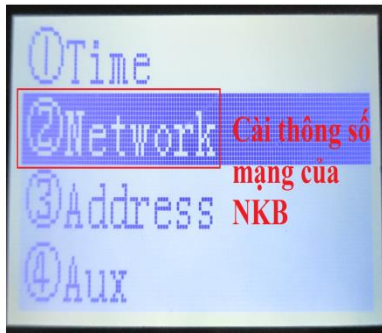 ①Time
②Network
Cài thông số
mạng của
③Address
NKB
④Aux